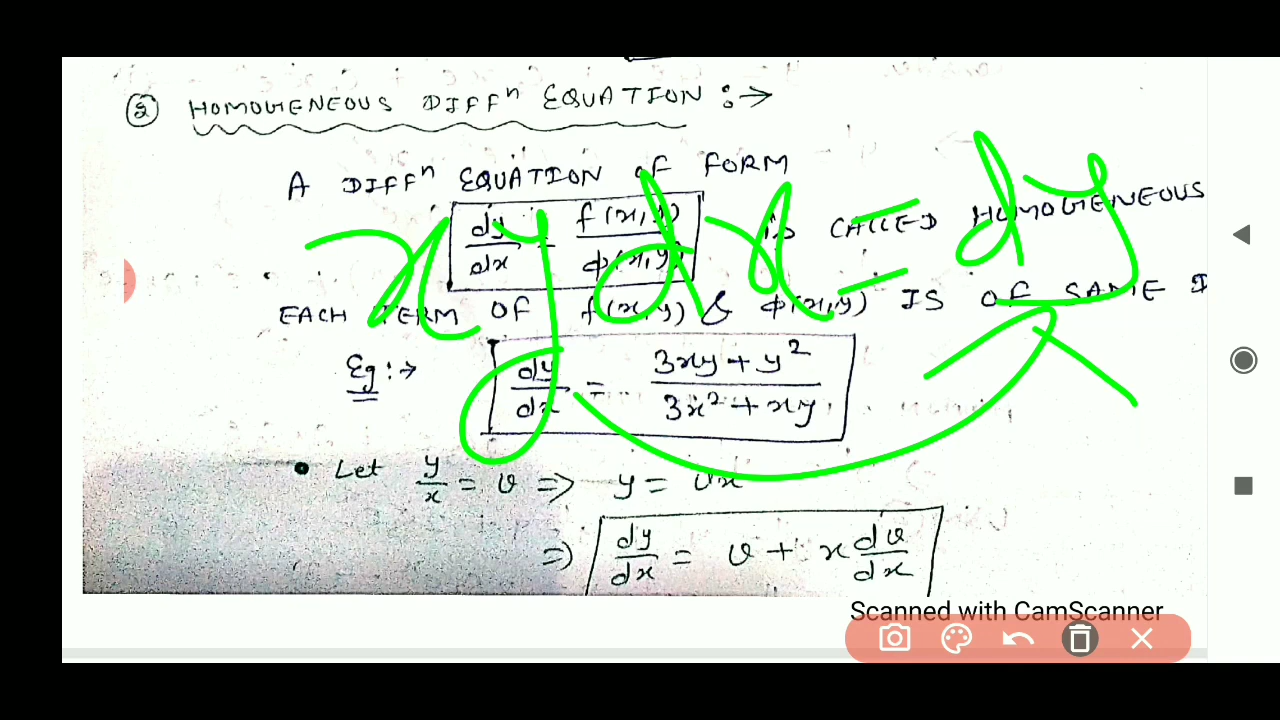 ② HOMOGENEOUS DIFFⁿ EQUATION :→
A DIFFⁿ EQUATION OF FORM
dy/dx = f(x,y)/φ(x,y) is CALLED HOMOGENEOUS
EACH TERM OF f(x,y) & φ(x,y) IS OF SAME
Eg :→ dy/dx = 3xy + y²/3x² + xy
• Let y/x = v ⇒ y = vx
⇒ dy/dx = v + x dv/dx
xy dx = dy
Scanned with CamScanner